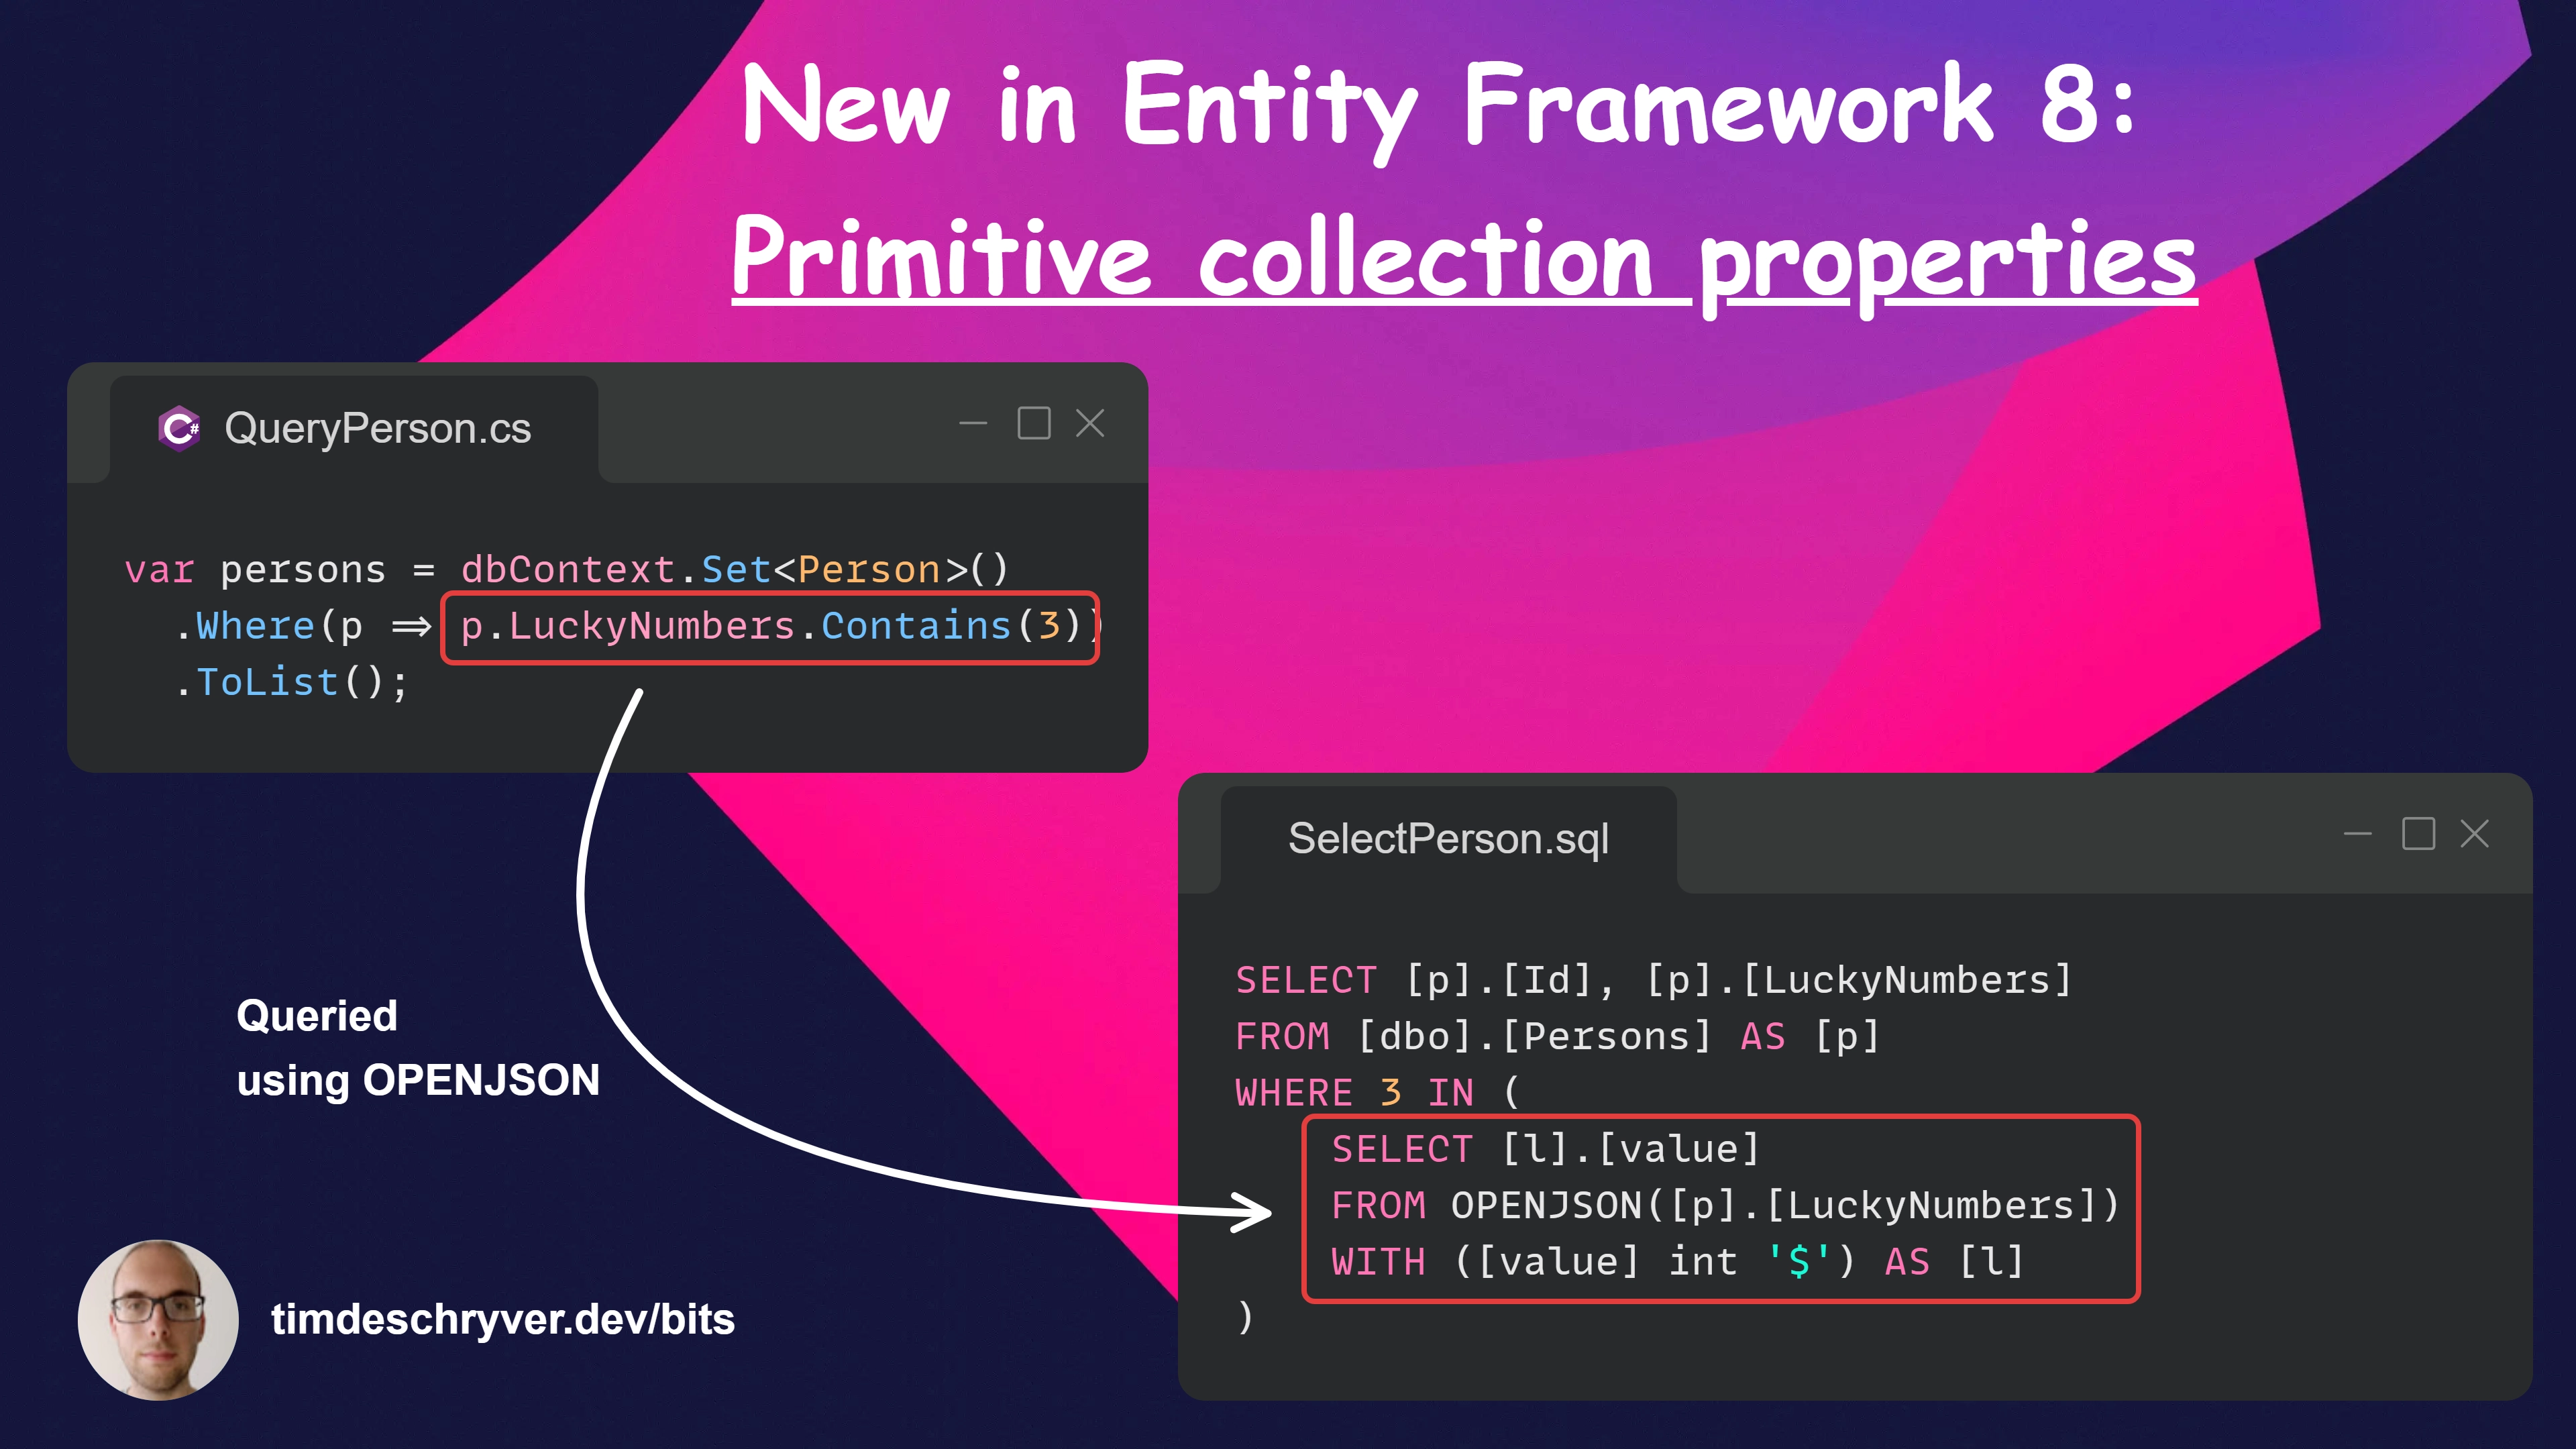 New in Entity Framework 8:
Primitive collection properties
QueryPerson.cs
var persons = dbContext.Set<Person>()
.Where(p => p.LuckyNumbers.Contains(3))
.ToList();
SelectPerson.sql
SELECT [p].[Id], [p].[LuckyNumbers]
FROM [dbo].[Persons] AS [p]
WHERE 3 IN (
SELECT [l].[value]
FROM OPENJSON([p].[LuckyNumbers])
WITH ([value] int '$') AS [l]
)
Queried
using OPENJSON
timdeschryver.dev/bits